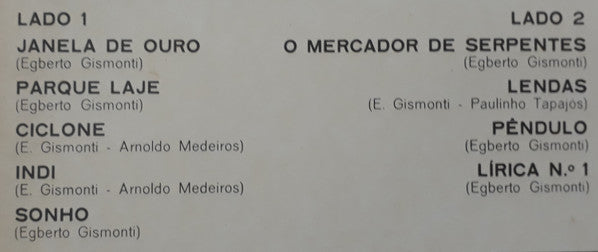 LADO 1
JANELA DE OURO
(Egberto Gismonti)
PARQUE LAJE
(Egberto Gismonti)
CICLONE
(E. Gismonti - Arnoldo Medeiros)
INDI
(E. Gismonti - Arnoldo Medeiros)
SONHO
(Egberto Gismonti)
LADO 2
O MERCADOR DE SERPENTES
(Egberto Gismonti)
LENDAS
(E. Gismonti - Paulinho Tapajós)
PÊNDULO
(Egberto Gismonti)
LÍRICA N.º 1
(Egberto Gismonti)